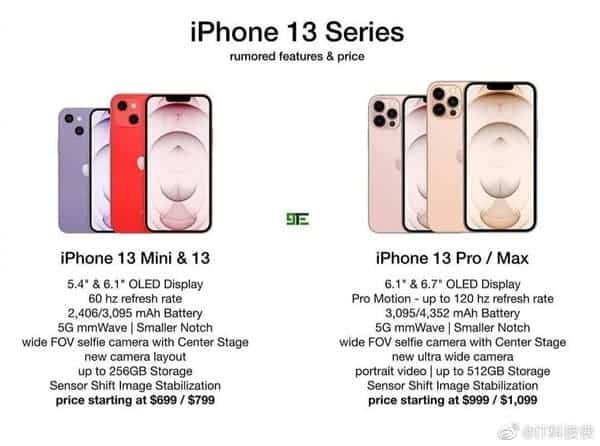 iPhone 13 Series
rumored features & price
iPhone 13 Mini & 13
5.4" & 6.1" OLED Display
60 hz refresh rate
2,406/3,095 mAh Battery
5G mmWave | Smaller Notch
wide FOV selfie camera with Center Stage
new camera layout
up to 256GB Storage
Sensor Shift Image Stabilization
price starting at $699 / $799
iPhone 13 Pro / Max
6.1" & 6.7" OLED Display
Pro Motion - up to 120 hz refresh rate
3,095/4,352 mAh Battery
5G mmWave | Smaller Notch
wide FOV selfie camera with Center Stage
new ultra wide camera
portrait video | up to 512GB Storage
Sensor Shift Image Stabilization
price starting at $999 / $1,099